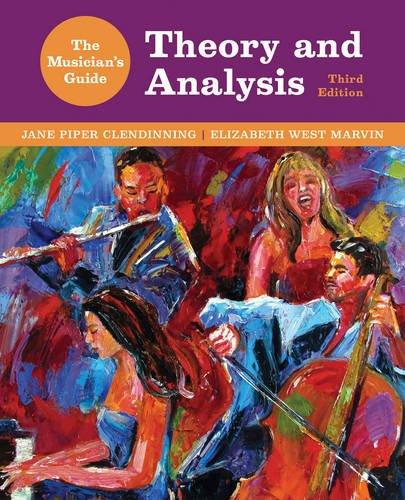 The
Musician's
Guide
Theory and
Analysis
Third
Edition
JANE PIPER CLENDINNING | ELIZABETH WEST MARVIN